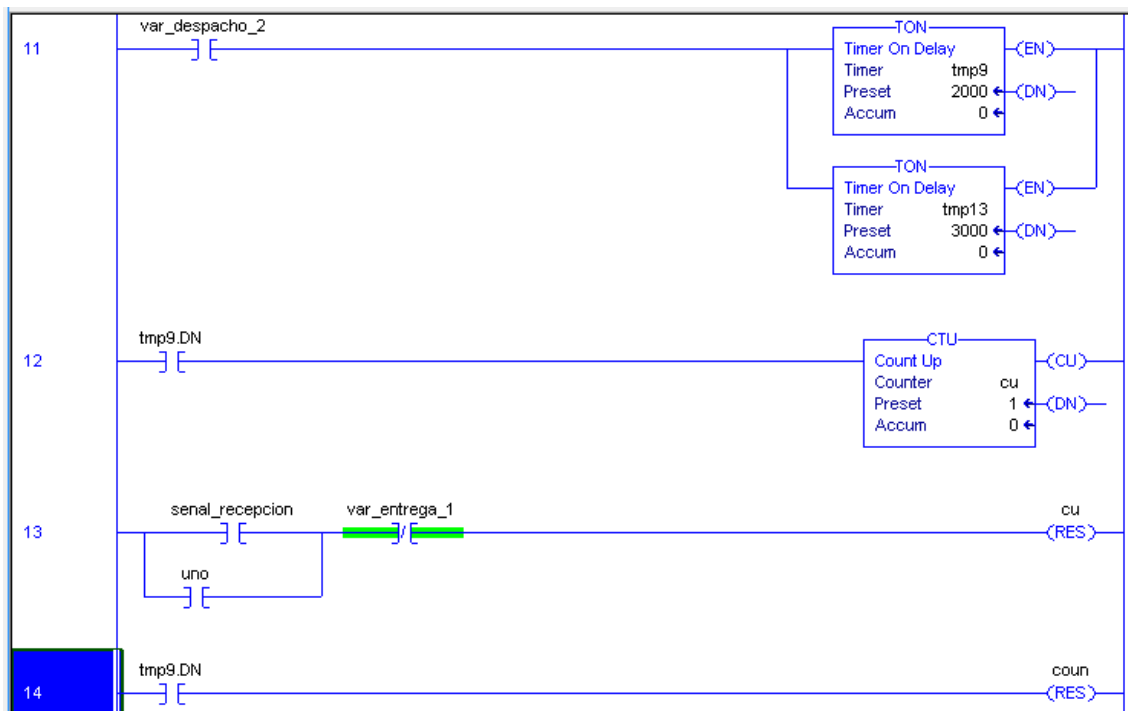 var_despacho_2
11
TON
Timer On Delay
(EN)
Timer tmp9
Preset 2000
(DN)
Accum 0
TON
Timer On Delay
(EN)
Timer tmp13
Preset 3000
(DN)
Accum 0
tmp9.DN
12
CTU
Count Up
(CU)
Counter cu
Preset 1
(DN)
Accum 0
senal_recepcion var_entrega_1 cu
13
(RES)
uno
tmp9.DN coun
14
(RES)